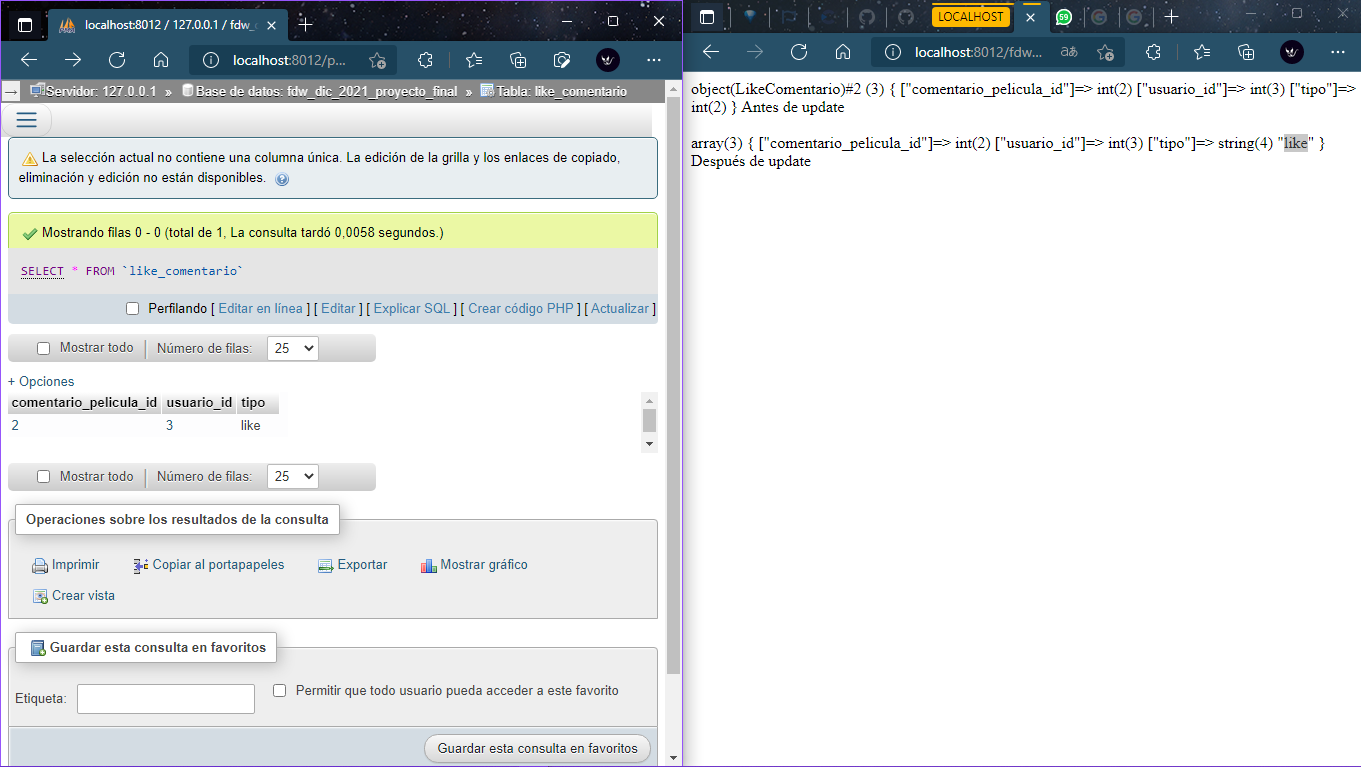 localhost:8012 / 127.0.0.1 / fdw_d
localhost:8012/p...
Servidor: 127.0.0.1 » Base de datos: fdw_dic_2021_proyecto_final » Tabla: like_comentario
La selección actual no contiene una columna única. La edición de la grilla y los enlaces de copiado,
eliminación y edición no están disponibles.
Mostrando filas 0 - 0 (total de 1, La consulta tardó 0,0058 segundos.)
SELECT * FROM `like_comentario`
Perfilando [ Editar en línea ] [ Editar ] [ Explicar SQL ] [ Crear código PHP ] [ Actualizar ]
Mostrar todo | Número de filas: 25
+ Opciones
comentario_pelicula_id usuario_id tipo
2 3 like
Mostrar todo | Número de filas: 25
Operaciones sobre los resultados de la consulta
Imprimir Copiar al portapapeles Exportar Mostrar gráfico
Crear vista
Guardar esta consulta en favoritos
Etiqueta: Permitir que todo usuario pueda acceder a este favorito
Guardar esta consulta en favoritos
LOCALHOST
59
localhost:8012/fdw...
object(LikeComentario)#2 (3) { ["comentario_pelicula_id"]=> int(2) ["usuario_id"]=> int(3) ["tipo"]=>
int(2) } Antes de update
array(3) { ["comentario_pelicula_id"]=> int(2) ["usuario_id"]=> int(3) ["tipo"]=> string(4) "like" }
Después de update